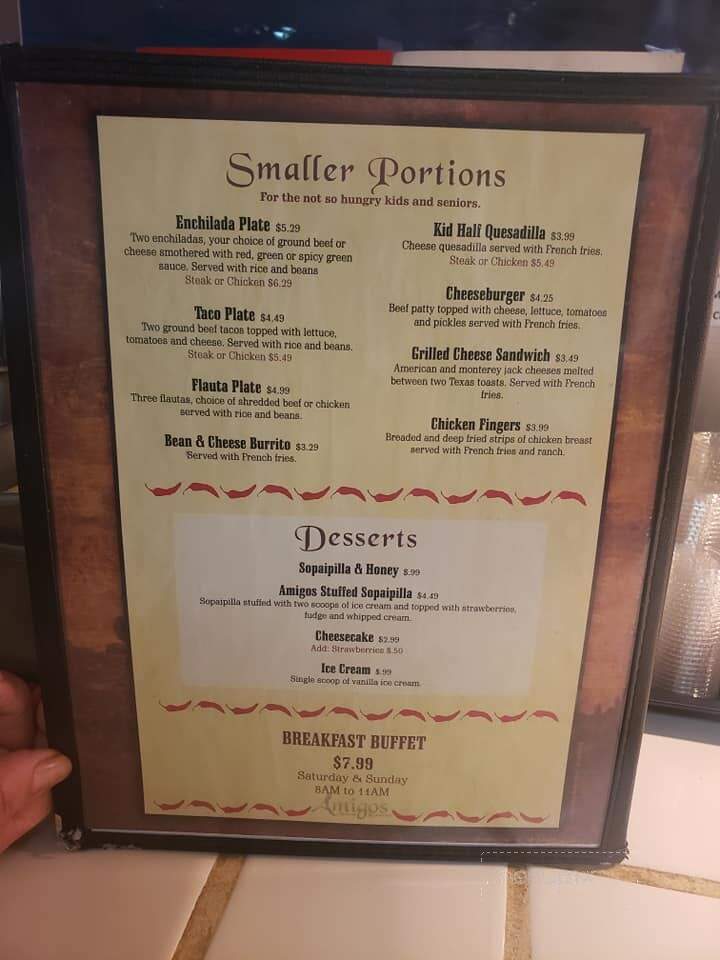 Smaller Portions
For the not so hungry kids and seniors.
Enchilada Plate $5.29
Two enchiladas, your choice of ground beef or
cheese smothered with red, green or spicy green
sauce. Served with rice and beans
Steak or Chicken $6.29
Taco Plate $4.49
Two ground beef tacos topped with lettuce,
tomatoes and cheese. Served with rice and beans.
Steak or Chicken $5.49
Flauta Plate $4.99
Three flautas, choice of shredded beef or chicken
served with rice and beans.
Bean & Cheese Burrito $3.29
Served with French fries.
Kid Half Quesadilla $3.99
Cheese quesadilla served with French fries.
Steak or Chicken $5.49
Cheeseburger $4.25
Beef patty topped with cheese, lettuce, tomatoes
and pickles served with French fries.
Grilled Cheese Sandwich $3.49
American and monterey jack cheeses melted
between two Texas toasts. Served with French
fries.
Chicken Fingers $3.99
Breaded and deep fried strips of chicken breast
served with French fries and ranch.
Desserts
Sopaipilla & Honey $.99
Amigos Stuffed Sopaipilla $4.49
Sopaipilla stuffed with two scoops of ice cream and topped with strawberries,
fudge and whipped cream.
Cheesecake $2.99
Add: Strawberries $.50
Ice Cream $.99
Single scoop of vanilla ice cream.
BREAKFAST BUFFET
$7.99
Saturday & Sunday
8AM to 11AM
Amigos